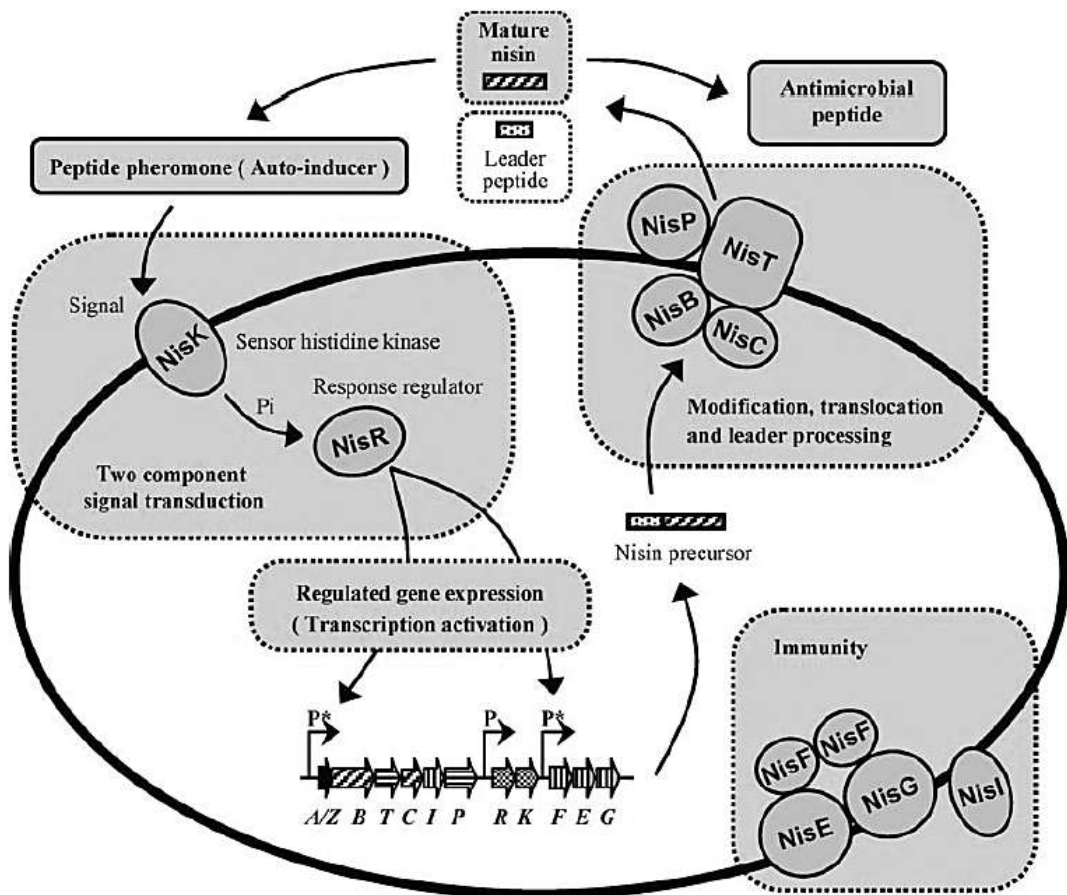 Mature
nisin
Antimicrobial
peptide
Leader
peptide
Peptide pheromone ( Auto-inducer )
NisP
NisT
NisB
NisC
Signal
NisK
Sensor histidine kinase
Response regulator
Pi
NisR
Modification, translocation
and leader processing
Two component
signal transduction
Nisin precursor
Regulated gene expression
( Transcription activation )
Immunity
P* P P*
A/Z B T C I P R K F E G
NisF
NisF
NisG
NisI
NisE